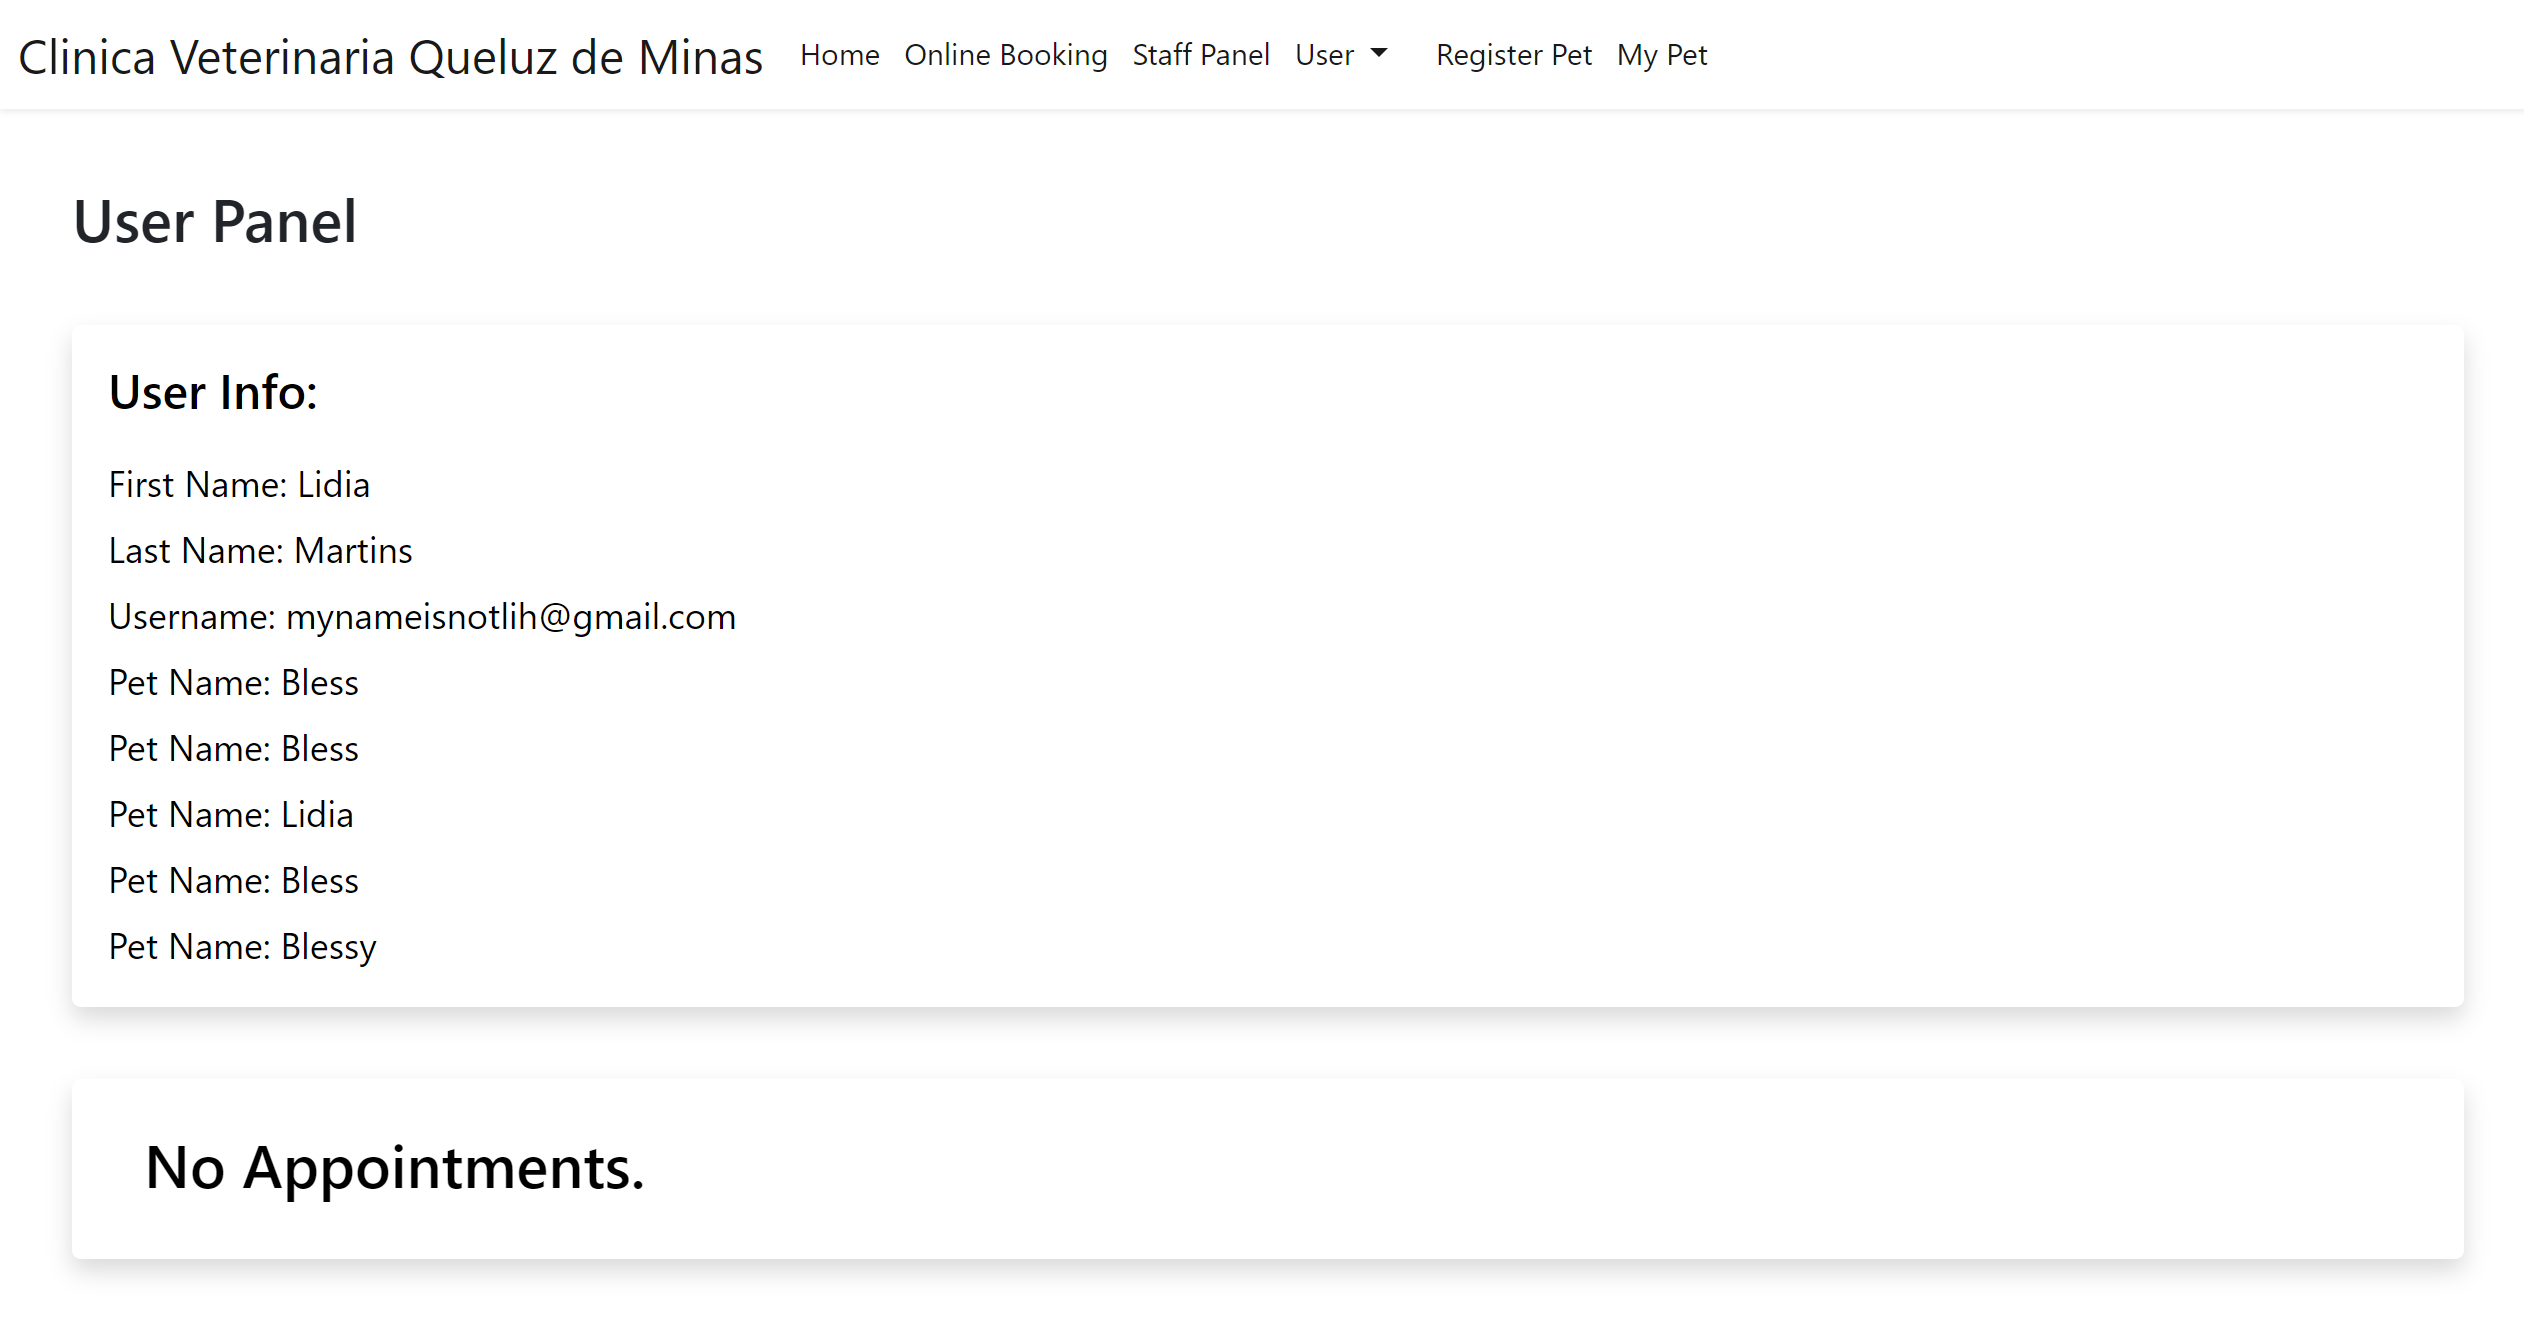 Clinica Veterinaria Queluz de Minas Home Online Booking Staff Panel User Register Pet My Pet
User Panel
User Info:
First Name: Lidia
Last Name: Martins
Username: mynameisnotlih@gmail.com
Pet Name: Bless
Pet Name: Bless
Pet Name: Lidia
Pet Name: Bless
Pet Name: Blessy
No Appointments.